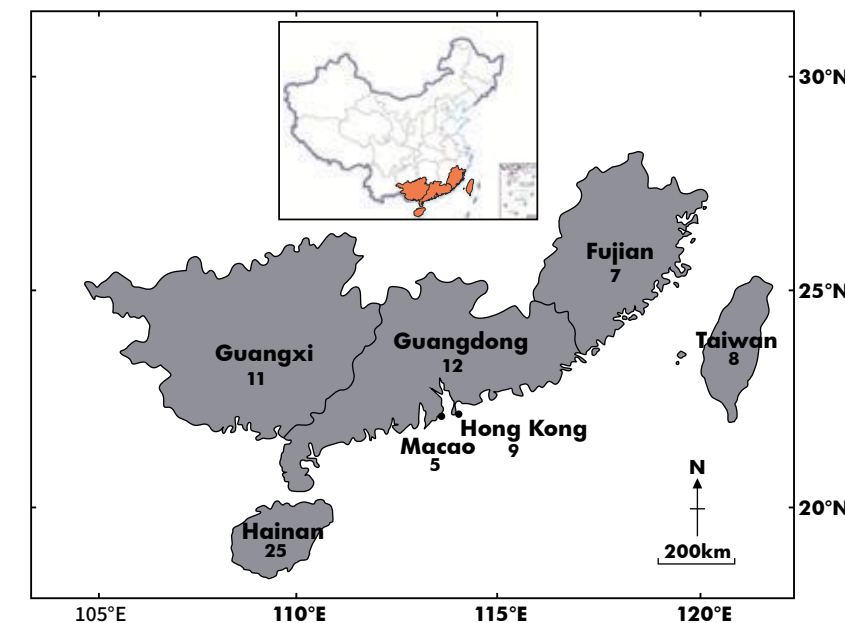 30°N
Fujian
7
25°N
Taiwan
8
Guangdong
12
Guangxi
11
Hong Kong
9
Macao
5
N
20°N
Hainan
25
200km
105°E
110°E
115°E
120°E